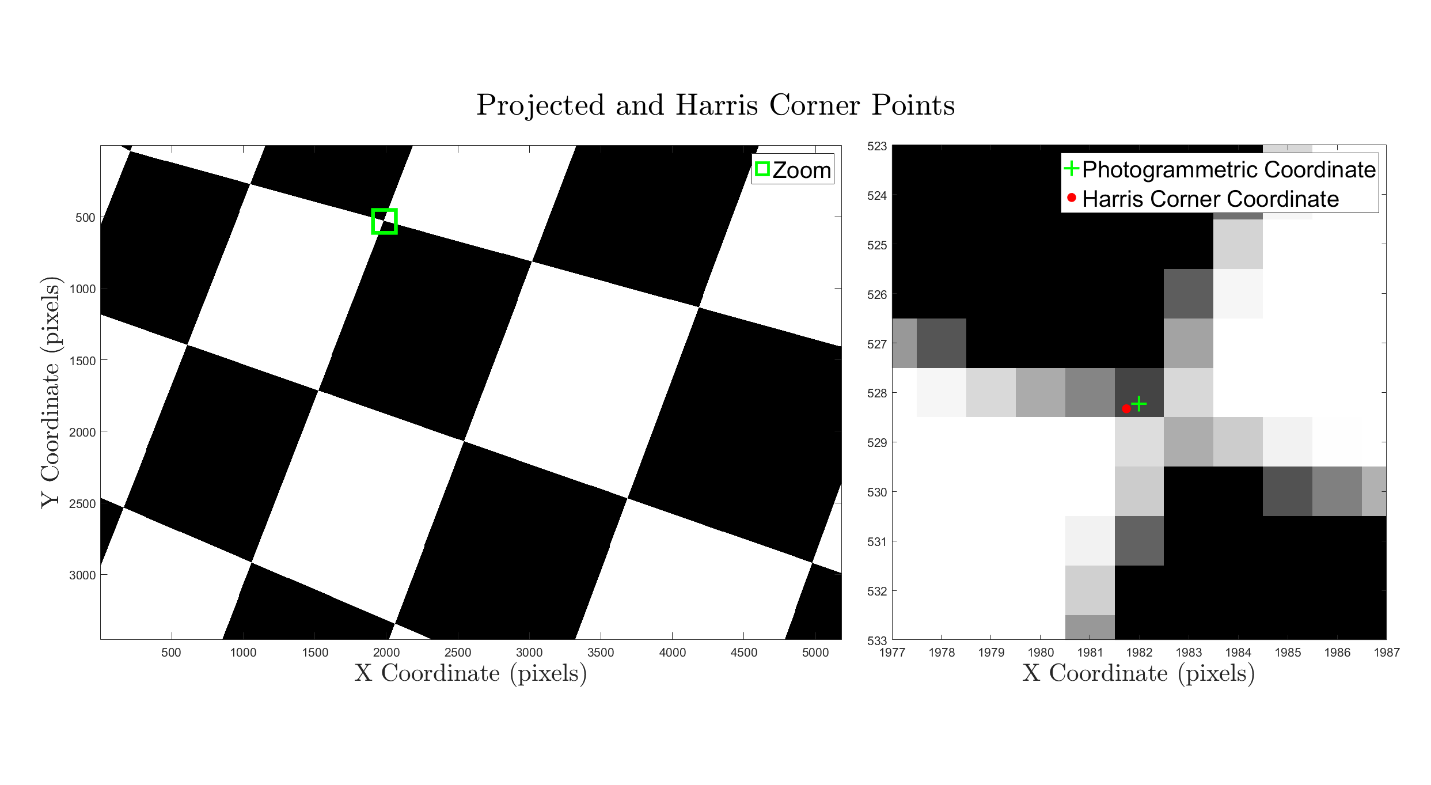 Projected and Harris Corner Points
Zoom
500
1000
1500
2000
2500
3000
Y Coordinate (pixels)
500 1000 1500 2000 2500 3000 3500 4000 4500 5000
X Coordinate (pixels)
Photogrammetric Coordinate
Harris Corner Coordinate
523
524
525
526
527
528
529
530
531
532
533
1977 1978 1979 1980 1981 1982 1983 1984 1985 1986 1987
X Coordinate (pixels)